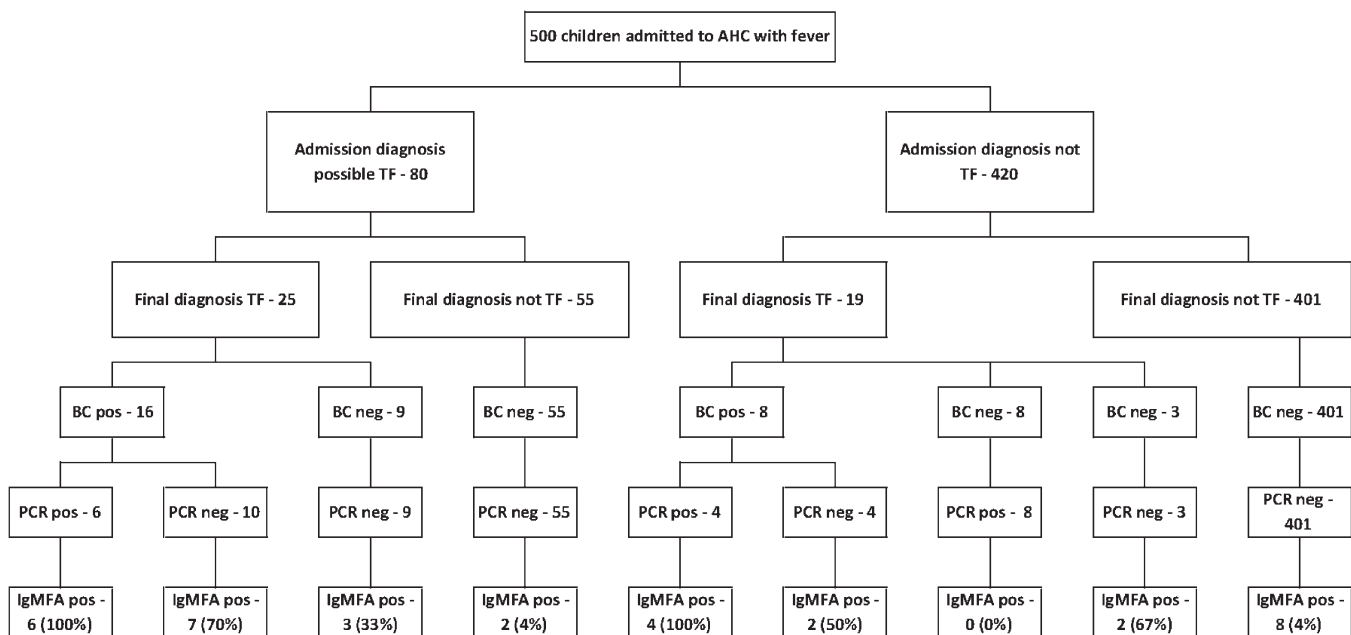 500 children admitted to AHC with fever
Admission diagnosis
possible TF - 80
Admission diagnosis not
TF - 420
Final diagnosis TF - 25
Final diagnosis not TF - 55
Final diagnosis TF - 19
Final diagnosis not TF - 401
BC pos - 16
BC neg - 9
BC neg - 55
BC pos - 8
BC neg - 8
BC neg - 3
BC neg - 401
PCR pos - 6
PCR neg - 10
PCR neg - 9
PCR neg - 55
PCR pos - 4
PCR neg - 4
PCR pos - 8
PCR neg - 3
PCR neg -
401
IgMFA pos -
6 (100%)
IgMFA pos -
7 (70%)
IgMFA pos -
3 (33%)
IgMFA pos -
2 (4%)
IgMFA pos -
4 (100%)
IgMFA pos -
2 (50%)
IgMFA pos -
0 (0%)
IgMFA pos -
2 (67%)
IgMFA pos -
8 (4%)